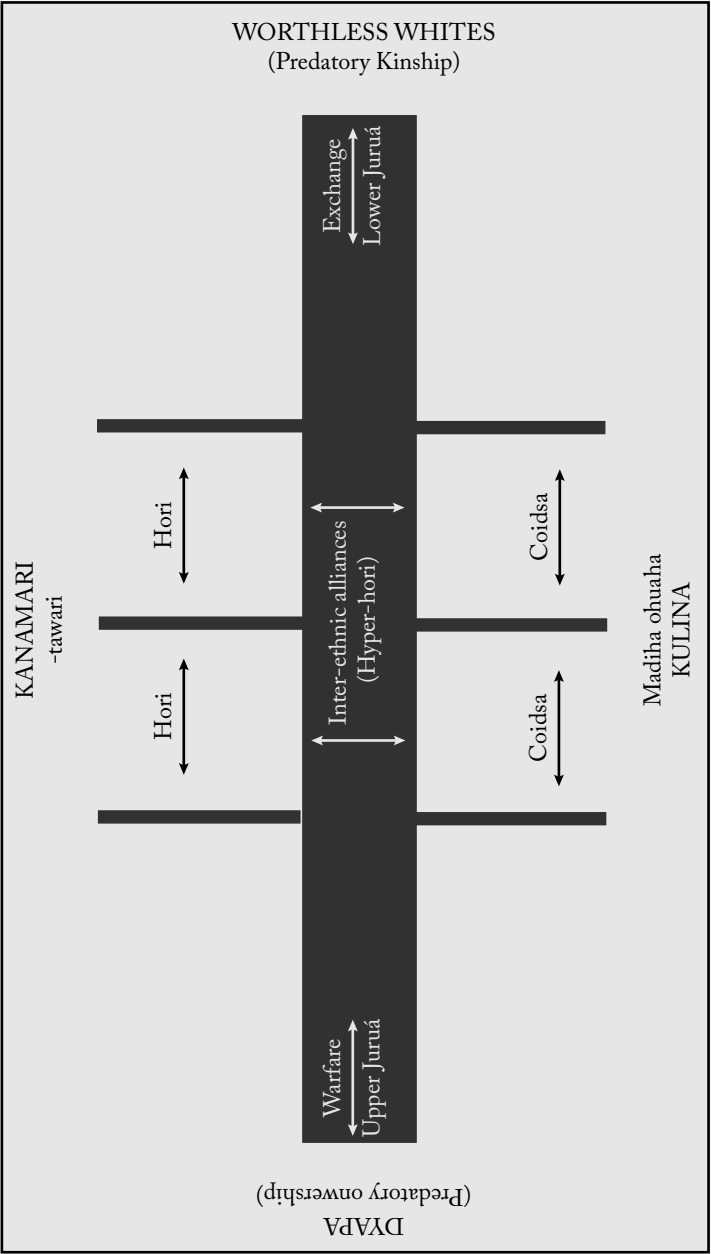 WORTHLESS WHITES
(Predatory Kinship)
Exchange
Lower Juruá
KANAMARI
-tawari
Hori
Hori
Inter-ethnic alliances
(Hyper-hori)
Coidsa
Coidsa
Madiha ohuaha
KULINA
Warfare
Upper Juruá
DYAPA
(Predatory onwership)